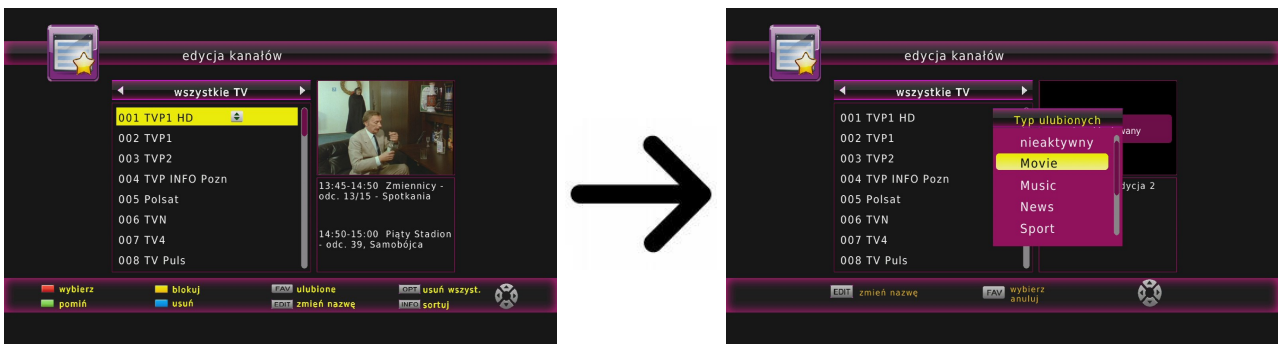 edycja kanałów
wszystkie TV
001 TVP1 HD
002 TVP1
003 TVP2
004 TVP INFO Pozn
005 Polsat
006 TVN
007 TV4
008 TV Puls
13:45-14:50 Zmiennicy -
odc. 13/15 - Spotkania
14:50-15:00 Piąty Stadion
- odc. 39, Samobójca
wybierz
blokuj
FAV ulubione
OPT usuń wszyst.
pomiń
usuń
EDIT zmień nazwę
INFO sortuj
edycja kanałów
wszystkie TV
001 TVP1 HD
002 TVP1
003 TVP2
004 TVP INFO Pozn
005 Polsat
006 TVN
007 TV4
008 TV Puls
Typ ulubionych
nieaktywny
Movie
Music
News
Sport
EDIT zmień nazwę
FAV wybierz
anuluj